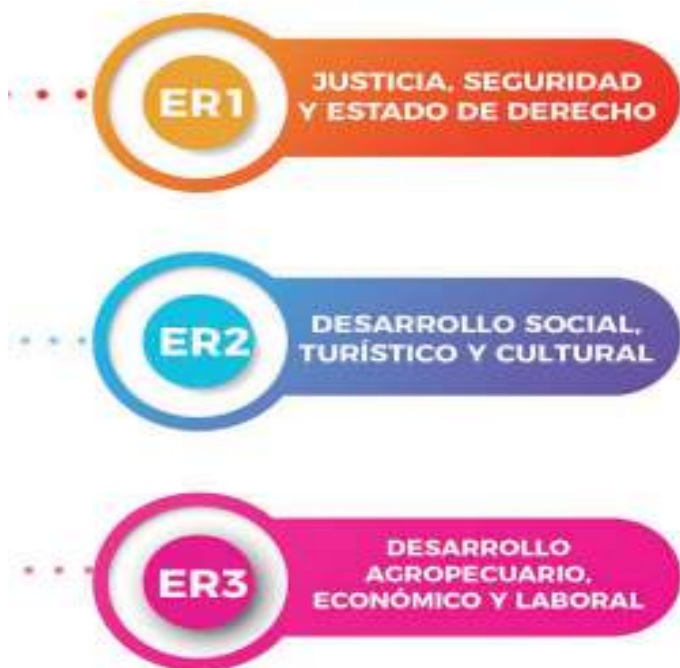 ER1
JUSTICIA, SEGURIDAD
Y ESTADO DE DERECHO
ER2
DESARROLLO SOCIAL,
TURÍSTICO Y CULTURAL
ER3
DESARROLLO
AGROPECUARIO,
ECONÓMICO Y LABORAL